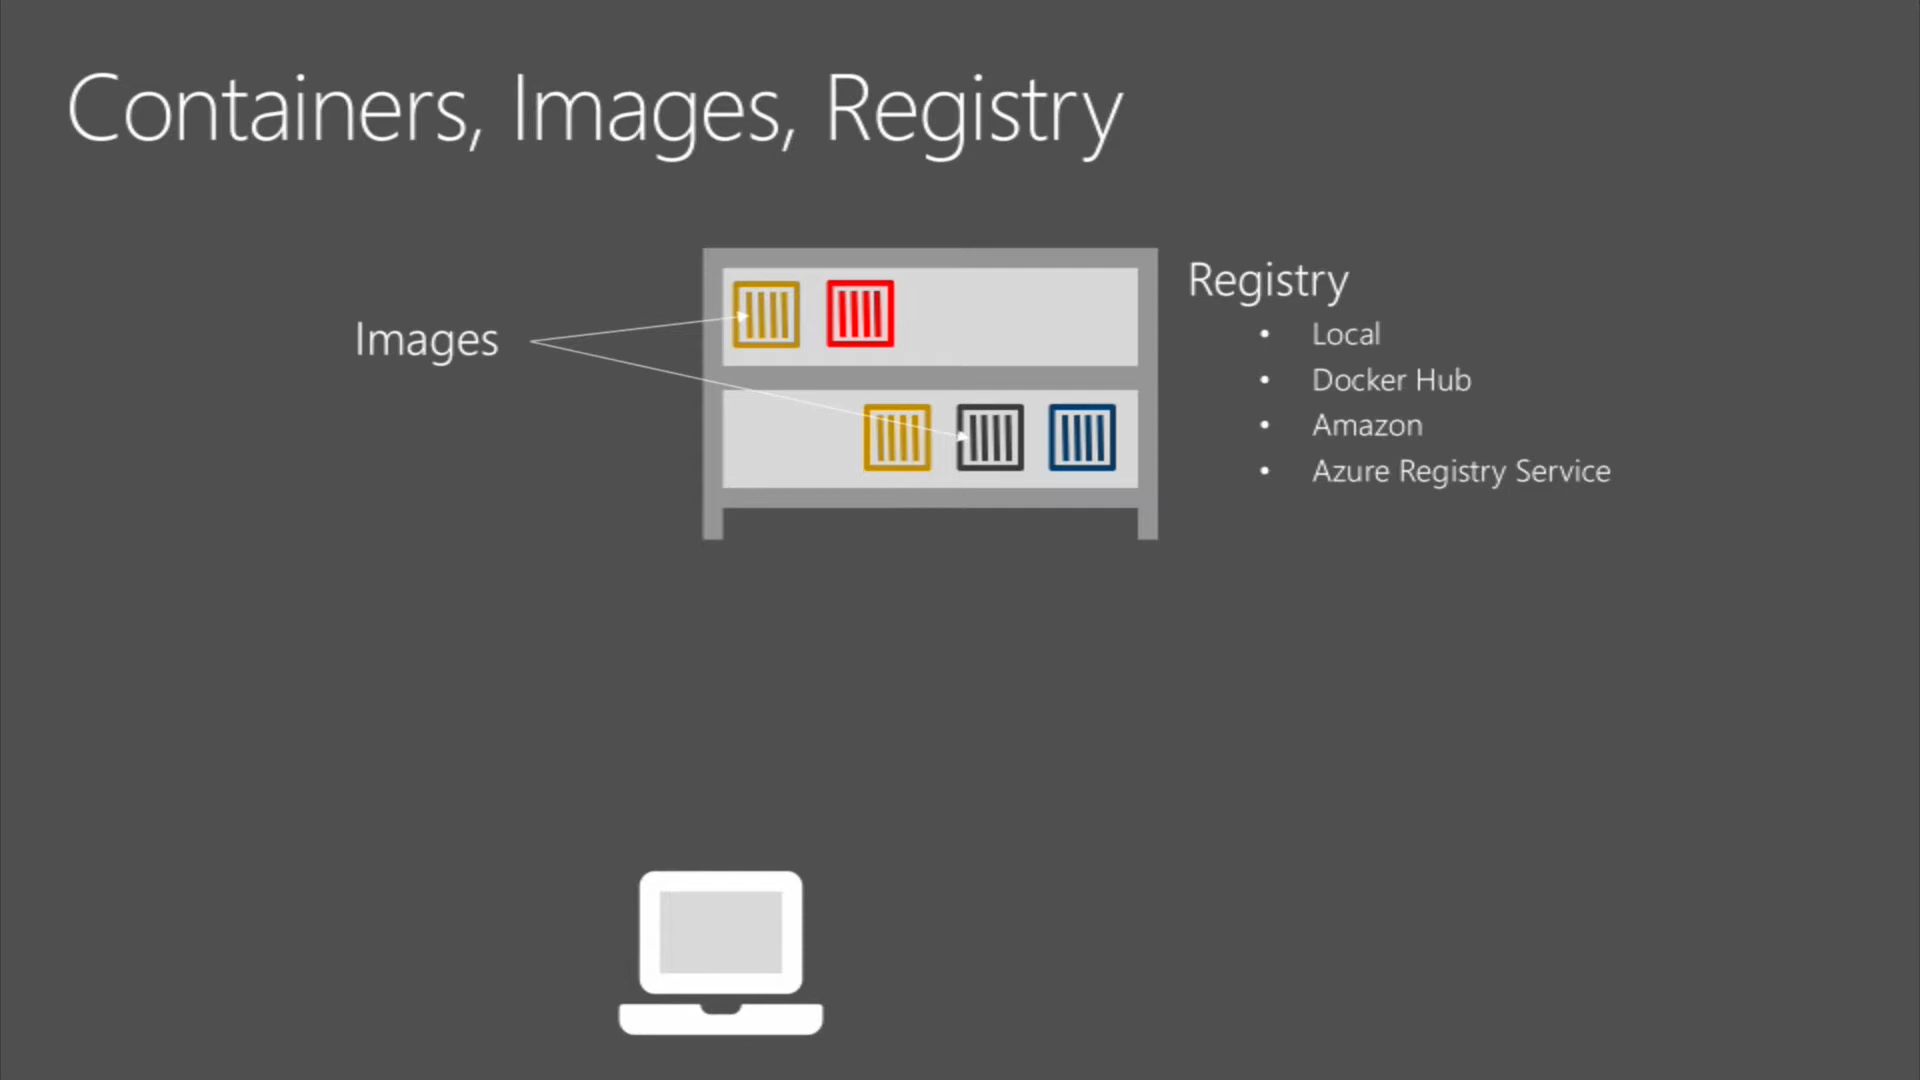 Containers, Images, Registry
Images
Registry
• Local
• Docker Hub
• Amazon
• Azure Registry Service